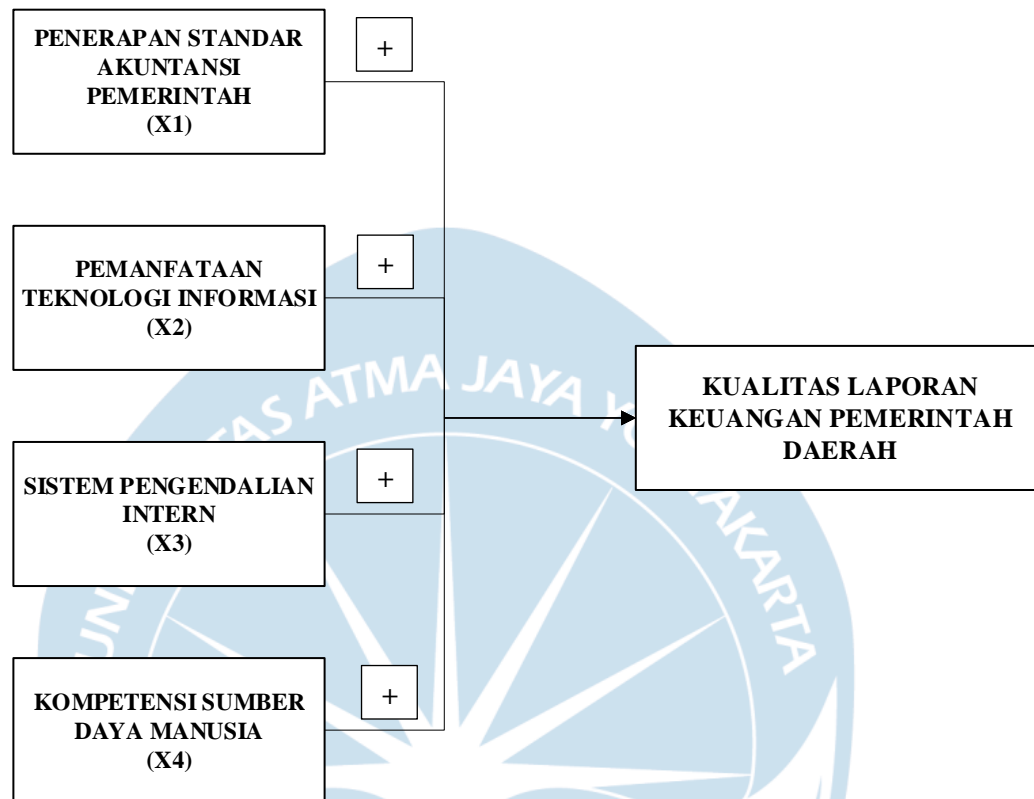 PENERAPAN STANDAR
AKUNTANSI
PEMERINTAH
(X1)
+
PEMANFATAAN
TEKNOLOGI INFORMASI
(X2)
+
SISTEM PENGENDALIAN
INTERN
(X3)
+
KOMPETENSI SUMBER
DAYA MANUSIA
(X4)
+
KUALITAS LAPORAN
KEUANGAN PEMERINTAH
DAERAH